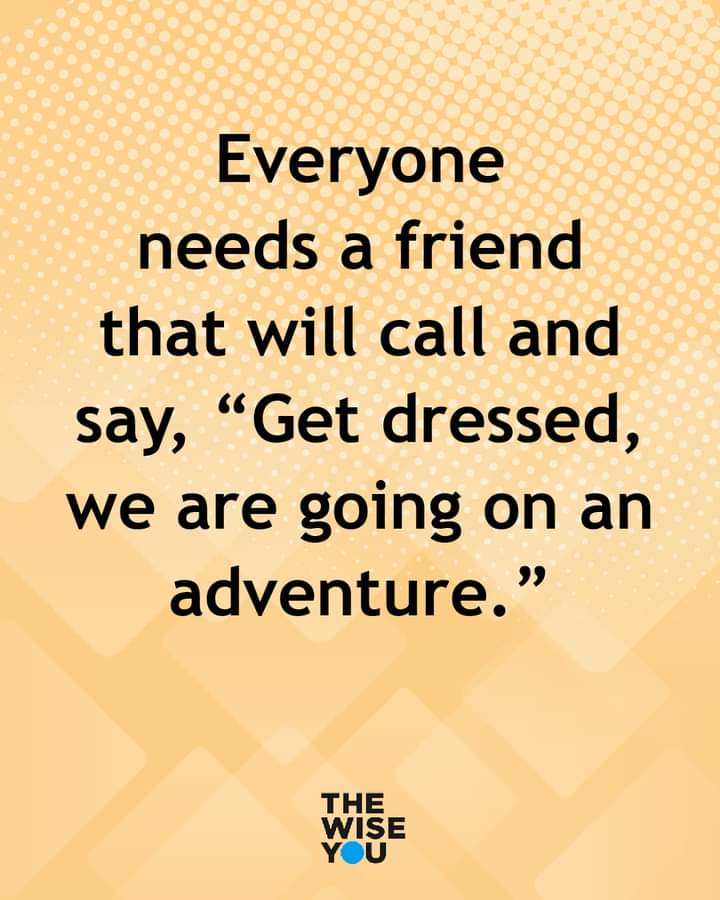 Everyone
needs a friend
that will call and
say, “Get dressed,
we are going on an
adventure.”
THE
WISE
YOU